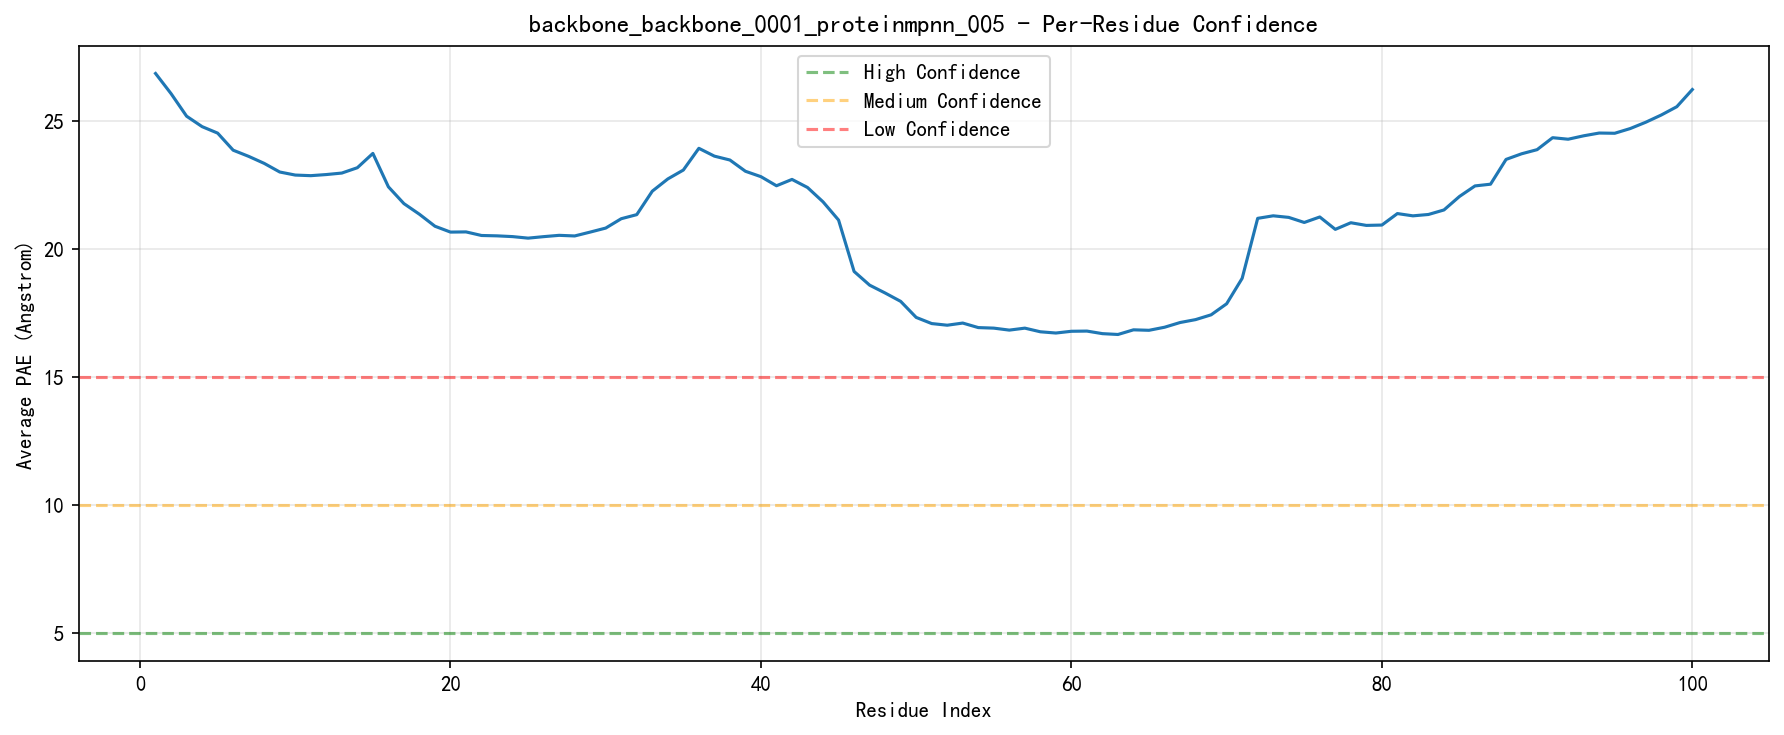 backbone_backbone_0001_proteinmpnn_005 - Per-Residue Confidence
High Confidence
Medium Confidence
Low Confidence
Average PAE (Angstrom)
25
20
15
10
5
0 20 40 60 80 100
Residue Index